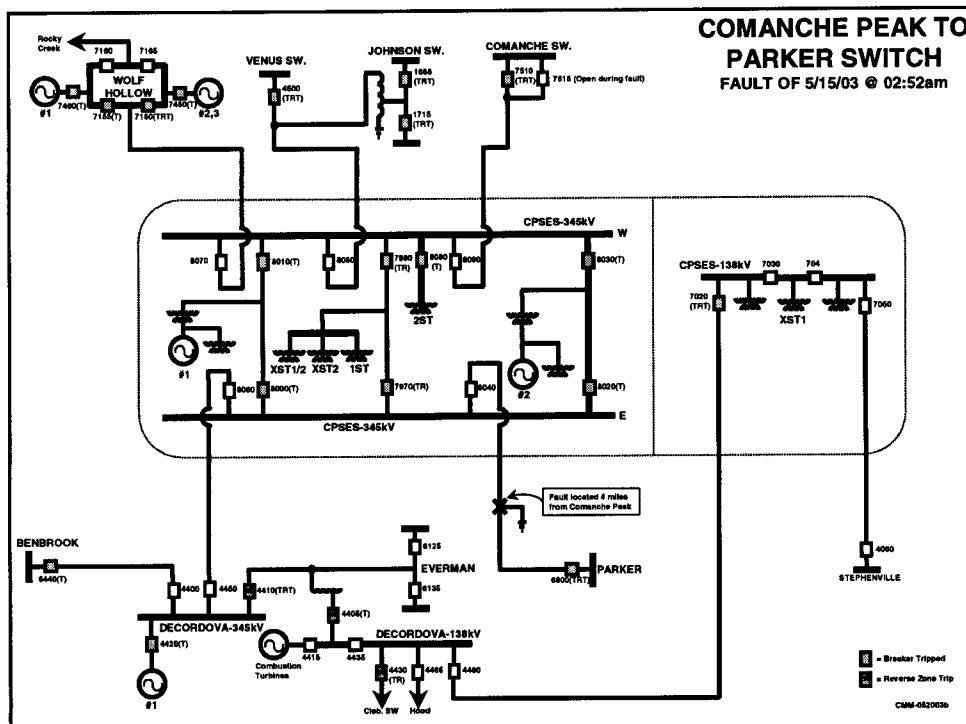 COMANCHE PEAK TO
PARKER SWITCH
FAULT OF 5/15/03 @ 02:52am
Rocky
Creek
7160
7165
WOLF
HOLLOW
#1
7460(T)
7155(T)
7150(TRT)
7450(T)
#2,3
VENUS SW.
4500
(TRT)
JOHNSON SW.
1665
(TRT)
1715
(TRT)
COMANCHE SW.
7510
(TRT)
7515 (Open during fault)
CPSES-345kV
W
8070
8010(T)
8050
7980
(TR)
8080
(T)
8090
8030(T)
2ST
#1
XST1/2
XST2
1ST
#2
8060
8000(T)
7970(TR)
8040
8020(T)
CPSES-345kV
E
CPSES-138kV
7030
704
7020
(TRT)
XST1
7050
Fault located 4 miles
from Comanche Peak
BENBROOK
6440(T)
4400
4450
4410(TRT)
6125
EVERMAN
6135
6800(TRT)
PARKER
4060
STEPHENVILLE
DECORDOVA-345kV
4405(T)
4420(T)
#1
DECORDOVA-138kV
Combustion
Turbines
4415
4435
4430
(TR)
4465
4460
Cleb. SW
Hood
= Breaker Tripped
= Reverse Zone Trip
CMM-052003b